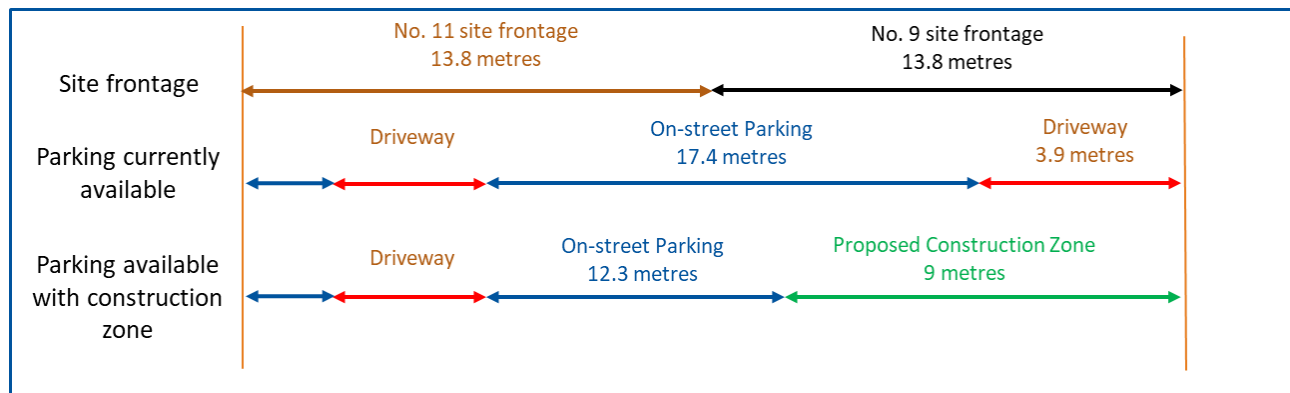 No. 11 site frontage
13.8 metres
No. 9 site frontage
13.8 metres
Site frontage
Driveway
On-street Parking
17.4 metres
Driveway
3.9 metres
Parking currently
available
Driveway
On-street Parking
12.3 metres
Proposed Construction Zone
9 metres
Parking available
with construction
zone